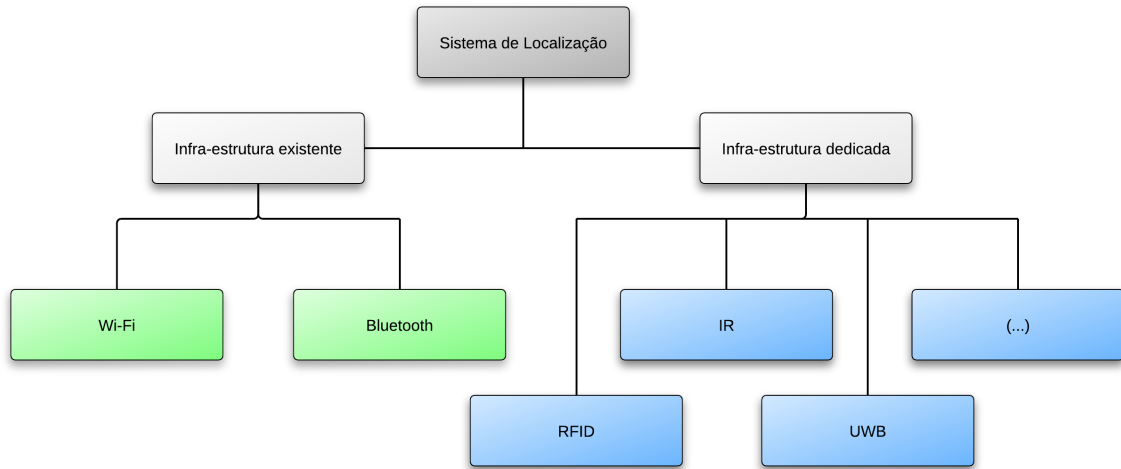 Sistema de Localização
Infra-estrutura existente
Infra-estrutura dedicada
Wi-Fi
Bluetooth
IR
(...)
RFID
UWB